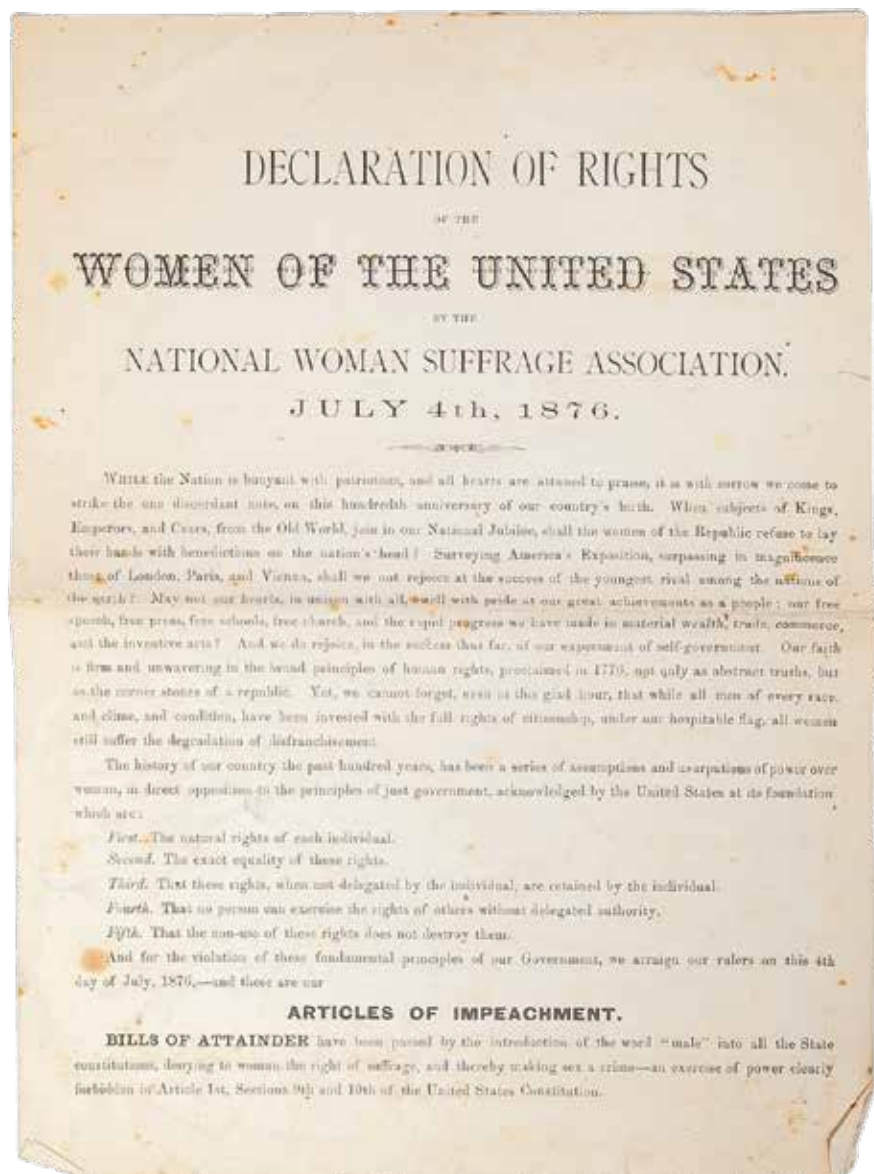 DECLARATION OF RIGHTS
OF THE
WOMEN OF THE UNITED STATES
BY THE
NATIONAL WOMAN SUFFRAGE ASSOCIATION.
JULY 4th, 1876.
WHILE the Nation is buoyant with patriotism, and all hearts are attuned to praise, it is with sorrow we come to
strike the one discordant note, on this hundredth anniversary of our country's birth. When subjects of Kings,
Emperors, and Czars, from the Old World, join in our National Jubilee, shall the women of the Republic refuse to lay
their hands with benedictions on the nation's head? Surveying America's Exposition, surpassing in magnificence
those of London, Paris, and Vienna, shall we not rejoice at the success of the youngest rival among the nations of
the earth? May not our hearts, in unison with all, swell with pride at our great achievements as a people; our free
speech, free press, free schools, free church, and the rapid progress we have made in material wealth, trade, commerce,
and the inventive arts? And we do rejoice, in the success thus far, of our experiment of self-government. Our faith
is firm and unwavering in the broad principles of human rights, proclaimed in 1776, not only as abstract truths, but
as the corner stones of a republic. Yet, we cannot forget, even in this glad hour, that while all men of every race,
and clime, and condition, have been invested with the full rights of citizenship, under our hospitable flag, all women
still suffer the degradation of disfranchisement.
The history of our country the past hundred years, has been a series of assumptions and usurpations of power over
woman, in direct opposition to the principles of just government, acknowledged by the United States at its foundation
which are:
First. The natural rights of each individual.
Second. The exact equality of these rights.
Third. That these rights, when not delegated by the individual, are retained by the individual.
Fourth. That no person can exercise the rights of others without delegated authority.
Fifth. That the non-use of these rights does not destroy them.
And for the violation of these fundamental principles of our Government, we arraign our rulers on this 4th
day of July, 1876,—and these are our
ARTICLES OF IMPEACHMENT.
BILLS OF ATTAINDER have been passed by the introduction of the word "male" into all the State
constitutions, denying to woman the right of suffrage, and thereby making sex a crime—an exercise of power clearly
forbidden in Article 1st, Sections 9th and 10th of the United States Constitution.